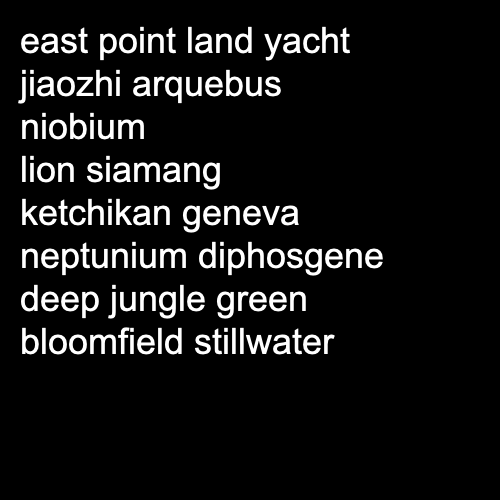 east point land yacht
jiaozhi arquebus
niobium
lion siamang
ketchikan geneva
neptunium diphosgene
deep jungle green
bloomfield stillwater